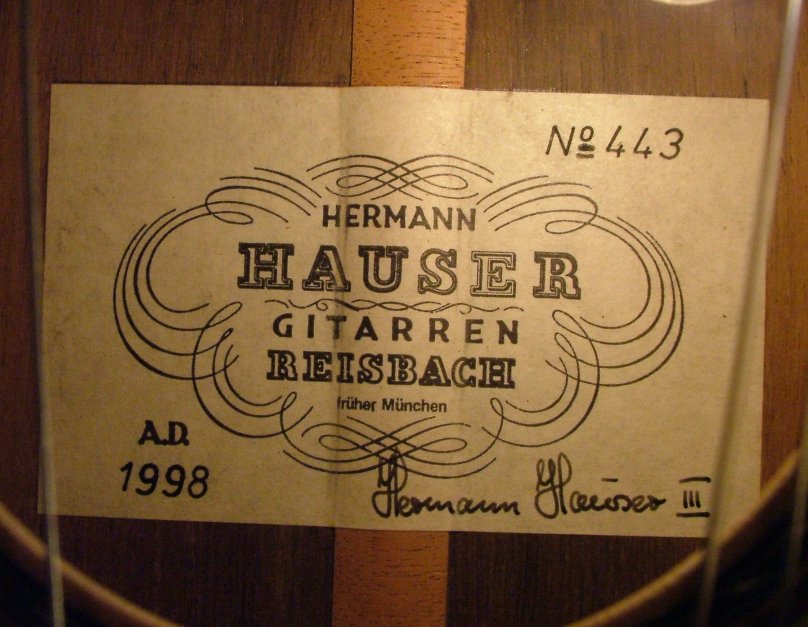 Nº 443
HERMANN
HAUSER
GITARREN
REISBACH
früher München
A.D.
1998
Hermann Hauser III